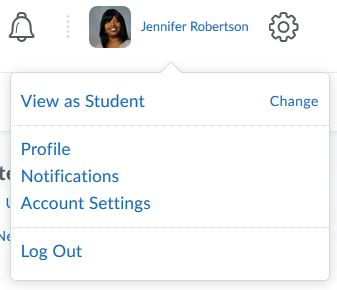 Jennifer Robertson
View as Student Change
Profile
Notifications
Account Settings
Log Out